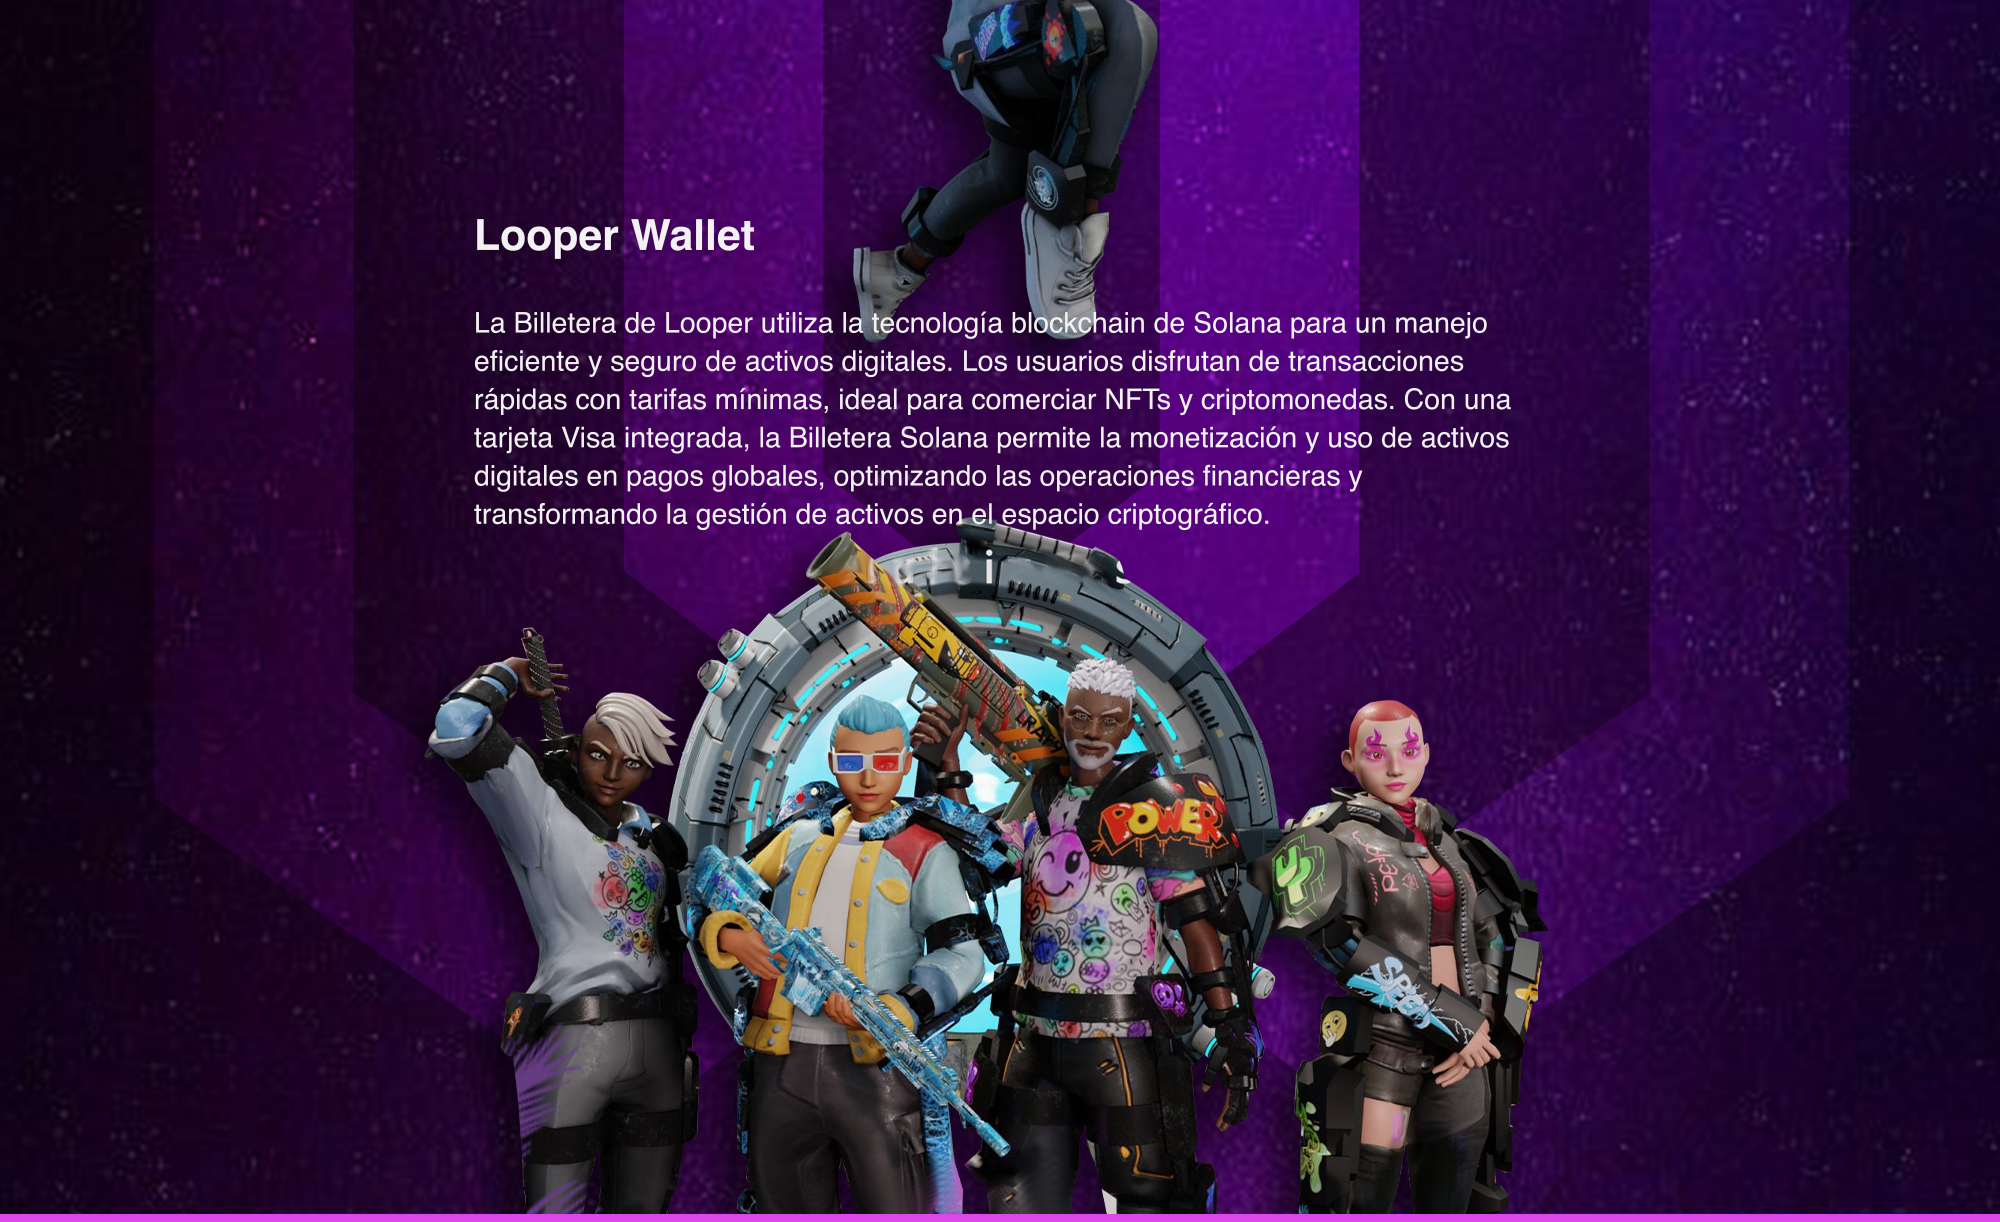 Looper Wallet
La Billetera de Looper utiliza la tecnología blockchain de Solana para un manejo
eficiente y seguro de activos digitales. Los usuarios disfrutan de transacciones
rápidas con tarifas mínimas, ideal para comerciar NFTs y criptomonedas. Con una
tarjeta Visa integrada, la Billetera Solana permite la monetización y uso de activos
digitales en pagos globales, optimizando las operaciones financieras y
transformando la gestión de activos en el espacio criptográfico.
POWER